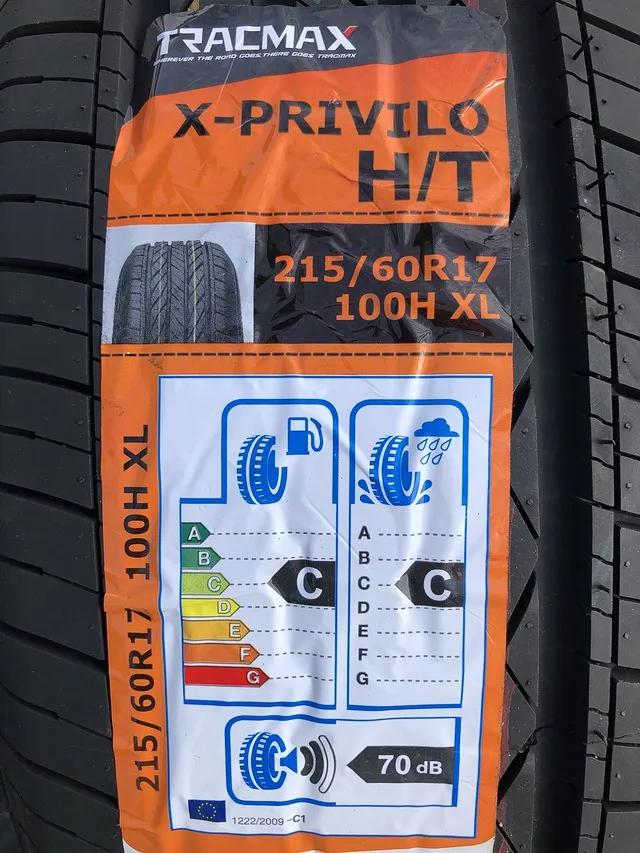 TRACMAX
WHEREVER THE ROAD GOES, THERE GOES TRACMAX
X-PRIVILO
H/T
215/60R17
100H XL
215/60R17 100H XL
A
B
C
D
E
F
G
C
A
B
C
D
E
F
G
C
70 dB
1222/2009 -C1